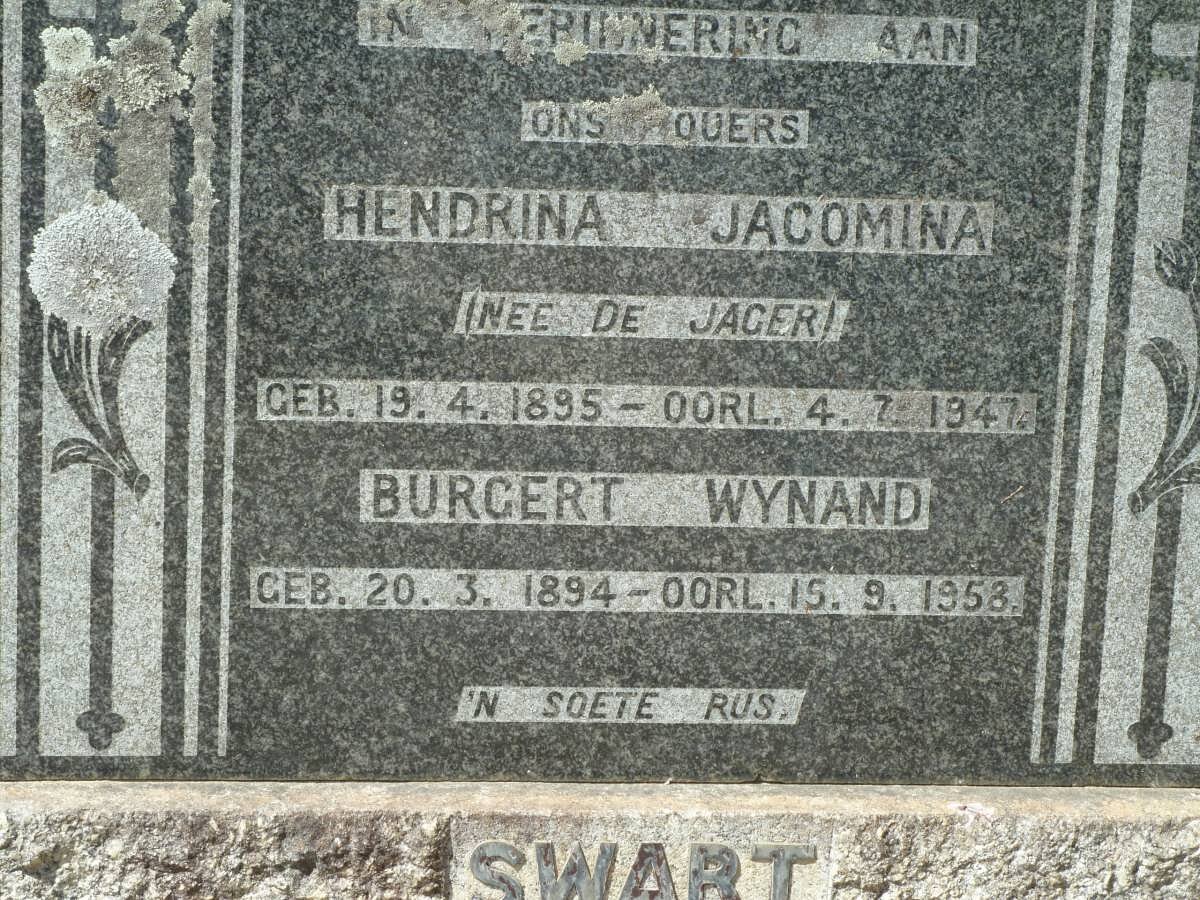 IN HERINNERING AAN
ONS OUERS
HENDRINA JACOMINA
(NEE DE JAGER)
GEB. 19. 4. 1895 – OORL. 4. 7. 1947.
BURGERT WYNAND
GEB. 20. 3. 1894 – OORL. 15. 9. 1958.
'N SOETE RUS.
SWART